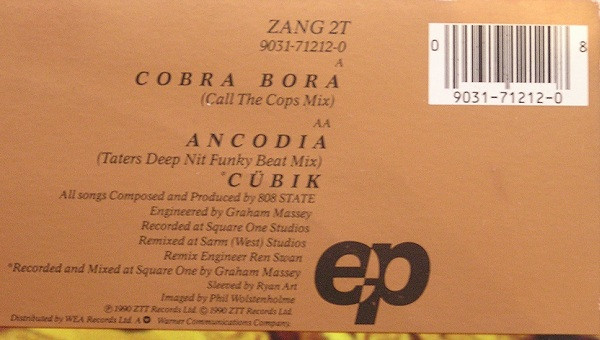 ZANG 2T
9031-71212-0
A
COBRA BORA
(Call The Cops Mix)
AA
ANCODIA
(Taters Deep Nit Funky Beat Mix)
*CÜBIK
All songs Composed and Produced by 808 STATE
Engineered by Graham Massey
Recorded at Square One Studios
Remixed at Sarm (West) Studios
Remix Engineer Ren Swan
*Recorded and Mixed at Square One by Graham Massey
Sleeved by Ryan Art
Imaged by Phil Wolstenholme
℗ 1990 ZTT Records Ltd. © 1990 ZTT Records Ltd.
Distributed by WEA Records Ltd. A Warner Communications Company.
ep
0 8
9031-71212-0